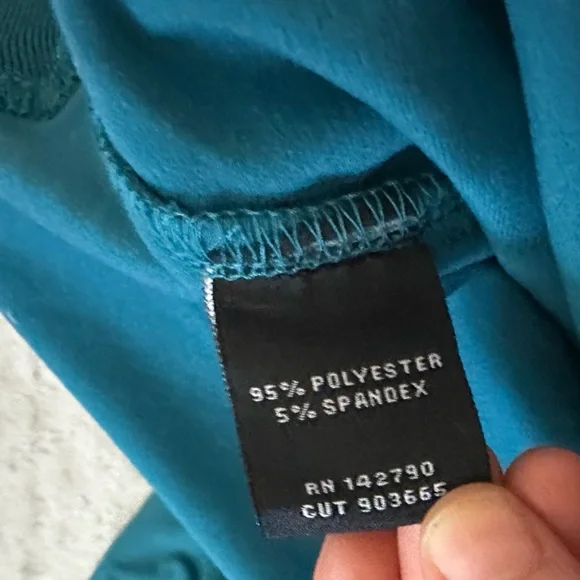 95% POLYESTER
5% SPANDEX
RN 142790
CUT 903665